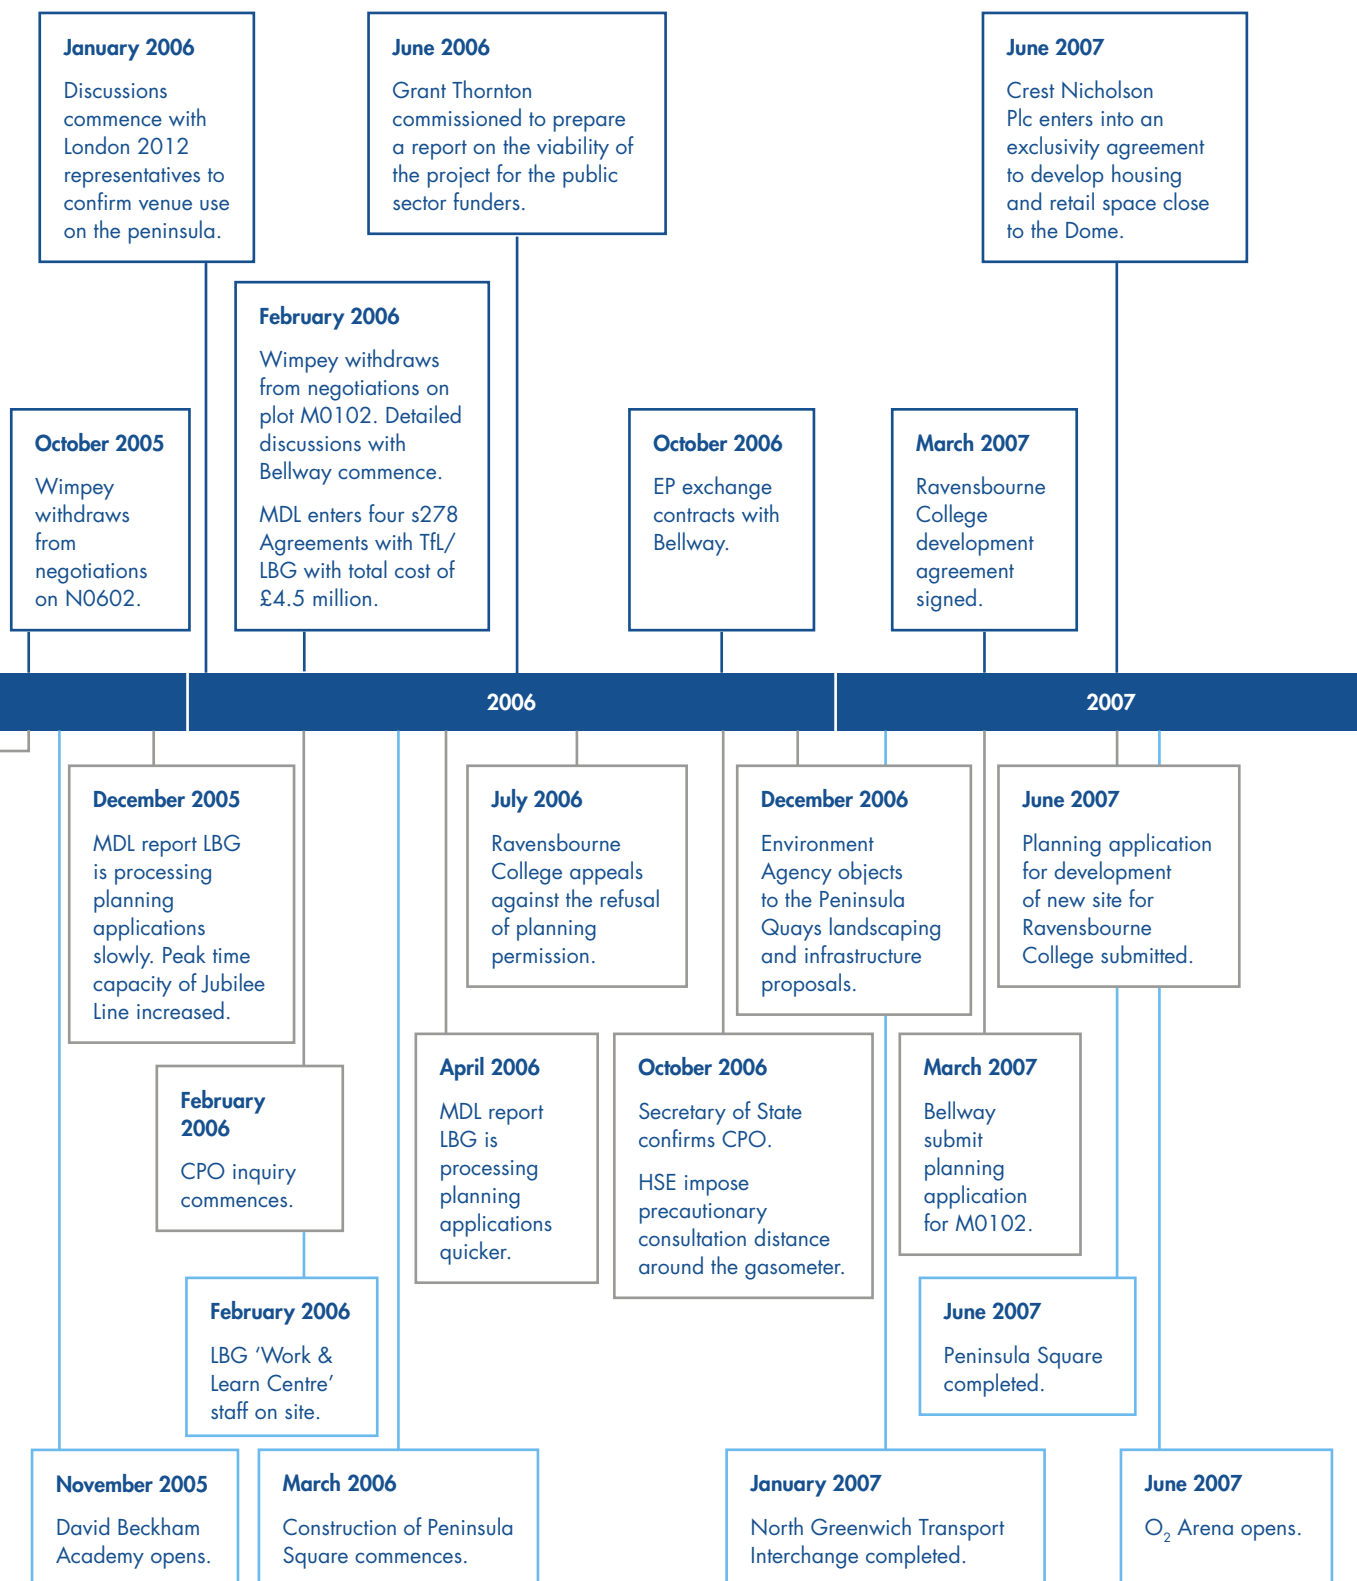 January 2006
Discussions
commence with
London 2012
representatives to
confirm venue use
on the peninsula.
June 2006
Grant Thornton
commissioned to prepare
a report on the viability of
the project for the public
sector funders.
June 2007
Crest Nicholson
Plc enters into an
exclusivity agreement
to develop housing
and retail space close
to the Dome.
February 2006
Wimpey withdraws
from negotiations on
plot M0102. Detailed
discussions with
Bellway commence.
MDL enters four s278
Agreements with TfL/
LBG with total cost of
£4.5 million.
October 2005
Wimpey
withdraws
from
negotiations
on N0602.
October 2006
EP exchange
contracts with
Bellway.
March 2007
Ravensbourne
College
development
agreement
signed.
2006
2007
December 2005
MDL report LBG
is processing
planning
applications
slowly. Peak time
capacity of Jubilee
Line increased.
July 2006
Ravensbourne
College appeals
against the refusal
of planning
permission.
December 2006
Environment
Agency objects
to the Peninsula
Quays landscaping
and infrastructure
proposals.
June 2007
Planning application
for development
of new site for
Ravensbourne
College submitted.
February
2006
CPO inquiry
commences.
April 2006
MDL report
LBG is
processing
planning
applications
quicker.
October 2006
Secretary of State
confirms CPO.
HSE impose
precautionary
consultation distance
around the gasometer.
March 2007
Bellway
submit
planning
application
for M0102.
February 2006
LBG ‘Work &
Learn Centre’
staff on site.
June 2007
Peninsula Square
completed.
November 2005
David Beckham
Academy opens.
March 2006
Construction of Peninsula
Square commences.
January 2007
North Greenwich Transport
Interchange completed.
June 2007
O₂ Arena opens.